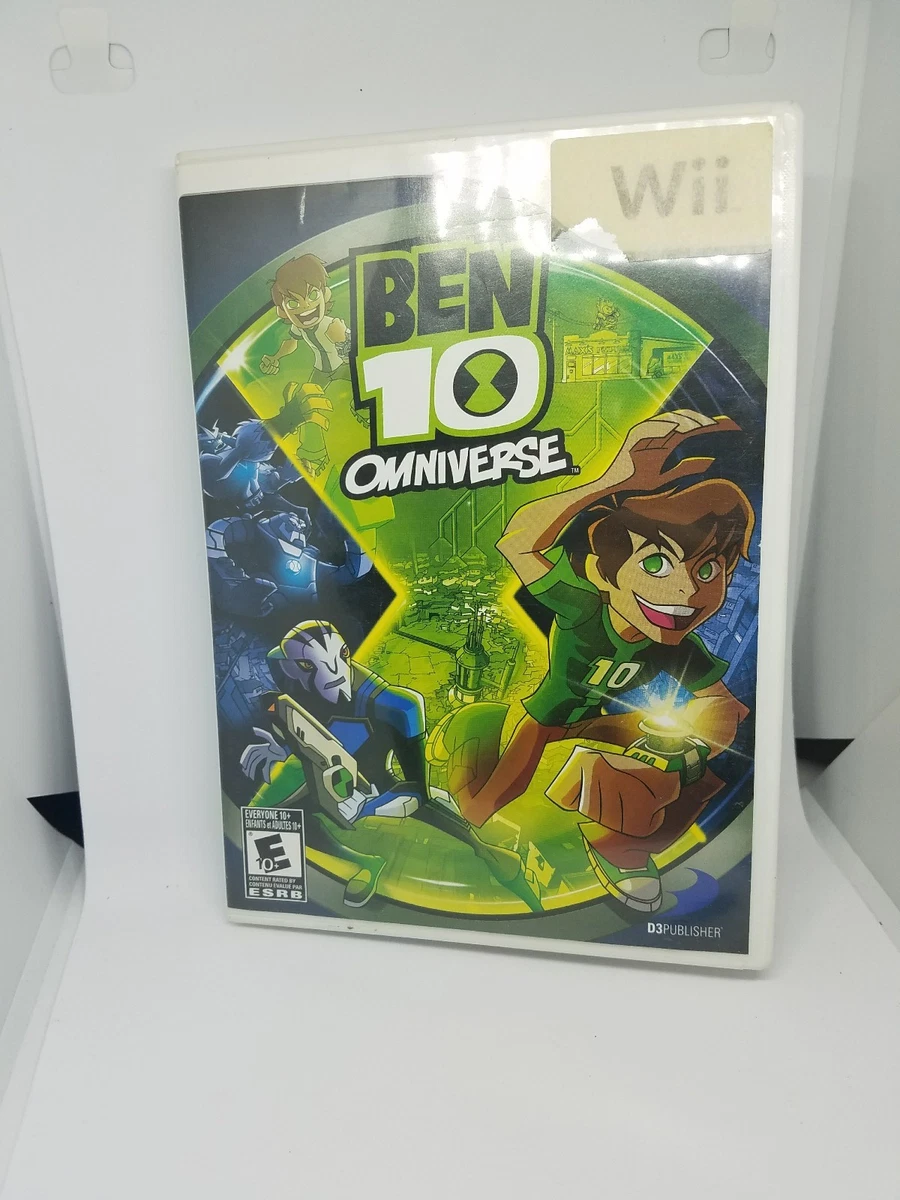 Wii
BEN
10
OMNIVERSE™
10
EVERYONE 10+
ENFANTS et ADULTES 10+
E
10+
CONTENT RATED BY
CONTENU ÉVALUÉ PAR
ESRB
D3PUBLISHER